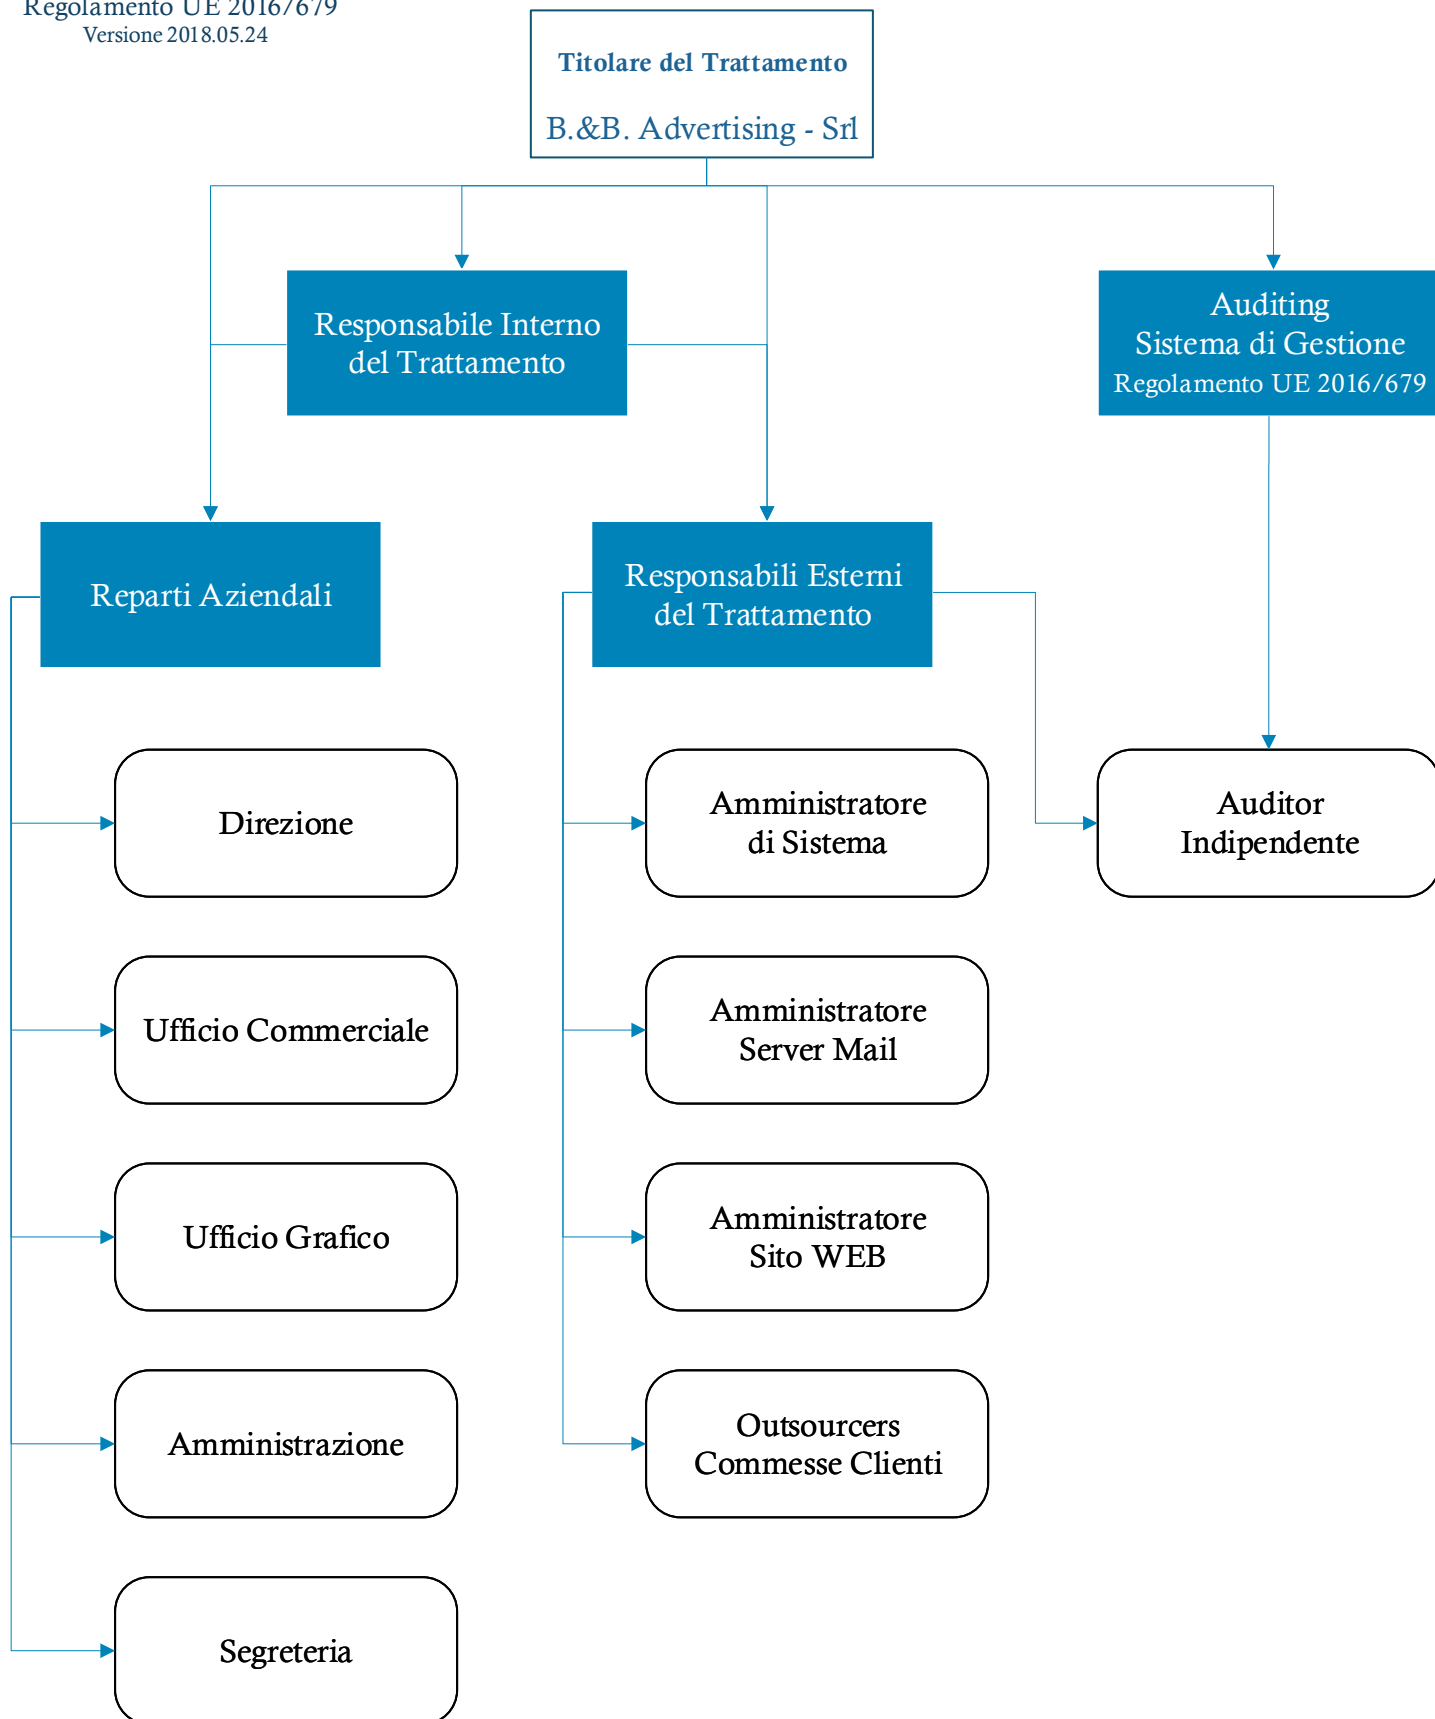 Regolamento UE 2016/679
Versione 2018.05.24
Titolare del Trattamento
B.&B. Advertising - Srl
Responsabile Interno
del Trattamento
Auditing
Sistema di Gestione
Regolamento UE 2016/679
Reparti Aziendali
Responsabili Esterni
del Trattamento
Direzione
Amministratore
di Sistema
Auditor
Indipendente
Ufficio Commerciale
Amministratore
Server Mail
Ufficio Grafico
Amministratore
Sito WEB
Amministrazione
Outsourcers
Commesse Clienti
Segreteria